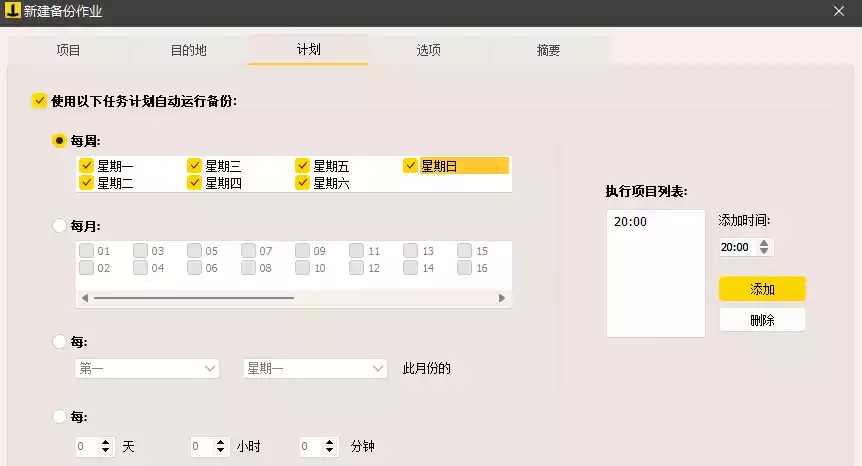 新建备份作业
项目 目的地 计划 选项 摘要
使用以下任务计划自动运行备份:
每周:
星期一 星期三 星期五 星期日
星期二 星期四 星期六
每月:
01 03 05 07 09 11 13 15
02 04 06 08 10 12 14 16
每:
第一 星期一 此月份的
每:
0 天 0 小时 0 分钟
执行项目列表:
20:00
添加时间:
20:00
添加
删除